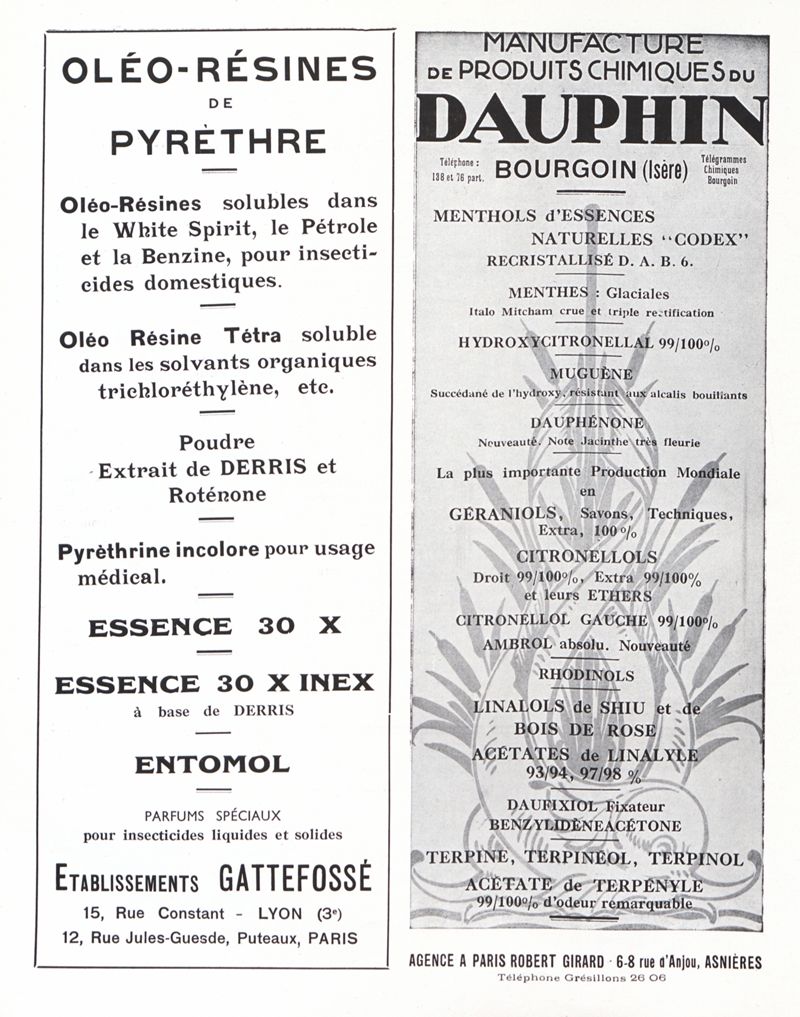 OLÉO-RÉSINES
DE
PYRÈTHRE
Oléo-Résines solubles dans
le White Spirit, le Pétrole
et la Benzine, pour insecti-
cides domestiques.
Oléo Résine Tétra soluble
dans les solvants organiques
trichloréthylène, etc.
Poudre
Extrait de DERRIS et
Roténone
Pyrèthrine incolore pour usage
médical.
ESSENCE 30 X
ESSENCE 30 X INEX
à base de DERRIS
ENTOMOL
PARFUMS SPÉCIAUX
pour insecticides liquides et solides
ETABLISSEMENTS GATTEFOSSÉ
15, Rue Constant - LYON (3e)
12, Rue Jules-Guesde, Puteaux, PARIS
MANUFACTURE
DE PRODUITS CHIMIQUES DU
DAUPHIN
Téléphone :
138 et 76 part.
BOURGOIN (Isère)
Télégrammes
Chimiques
Bourgoin
MENTHOLS d'ESSENCES
NATURELLES "CODEX"
RECRISTALLISÉ D. A. B. 6.
MENTHES : Glaciales
Italo Mitcham crue et triple rectification
HYDROXYCITRONELLAL 99/100%
MUGUÈNE
Succédané de l'hydroxy, résistant aux alcalis bouillants
DAUPHÉNONE
Nouveauté. Note Jacinthe très fleurie
La plus importante Production Mondiale
en
GÉRANIOLS, Savons, Techniques,
Extra, 100 %
CITRONELLOLS
Droit 99/100%, Extra 99/100%
et leurs ETHERS
CITRONELLOL GAUCHE 99/100%
AMBROL absolu. Nouveauté
RHODINOLS
LINALOLS de SHIU et de
BOIS DE ROSE
ACÉTATES de LINALYLE
93/94, 97/98 %
DAUFIXIOL Fixateur
BENZYLIDÈNEACÉTONE
TERPINE, TERPINÉOL, TERPINOL
ACÉTATE de TERPÉNYLE
99/100% d'odeur remarquable
AGENCE A PARIS ROBERT GIRARD - 6-8 rue d'Anjou, ASNIÈRES
Téléphone Grésillons 26 06